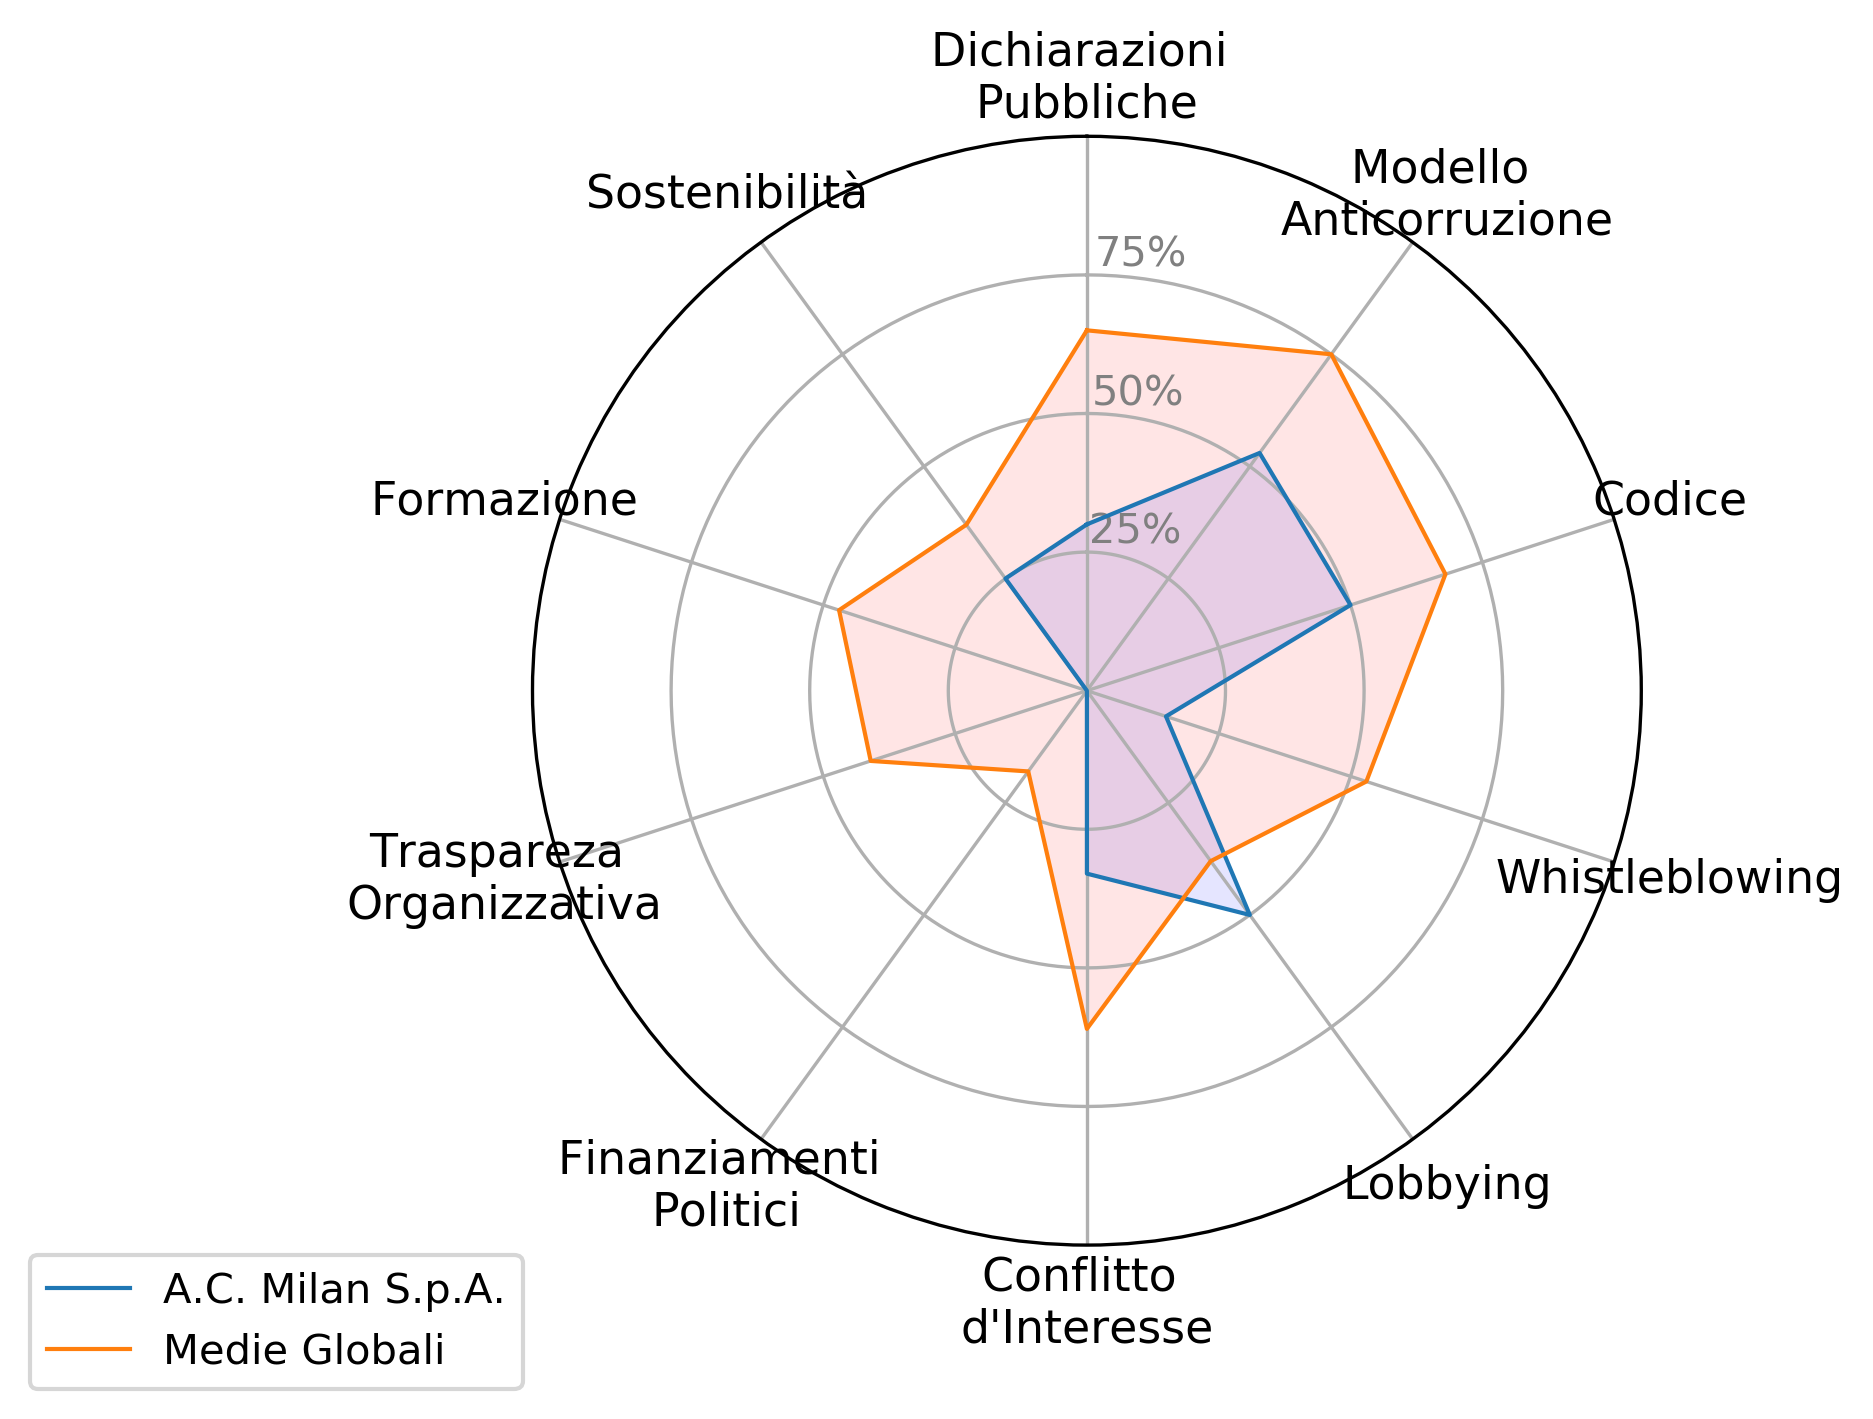 Dichiarazioni
Pubbliche
Modello
Anticorruzione
Sostenibilità
75%
50%
25%
Formazione
Codice
Traspareza
Organizzativa
Whistleblowing
Finanziamenti
Politici
Lobbying
Conflitto
d'Interesse
A.C. Milan S.p.A.
Medie Globali